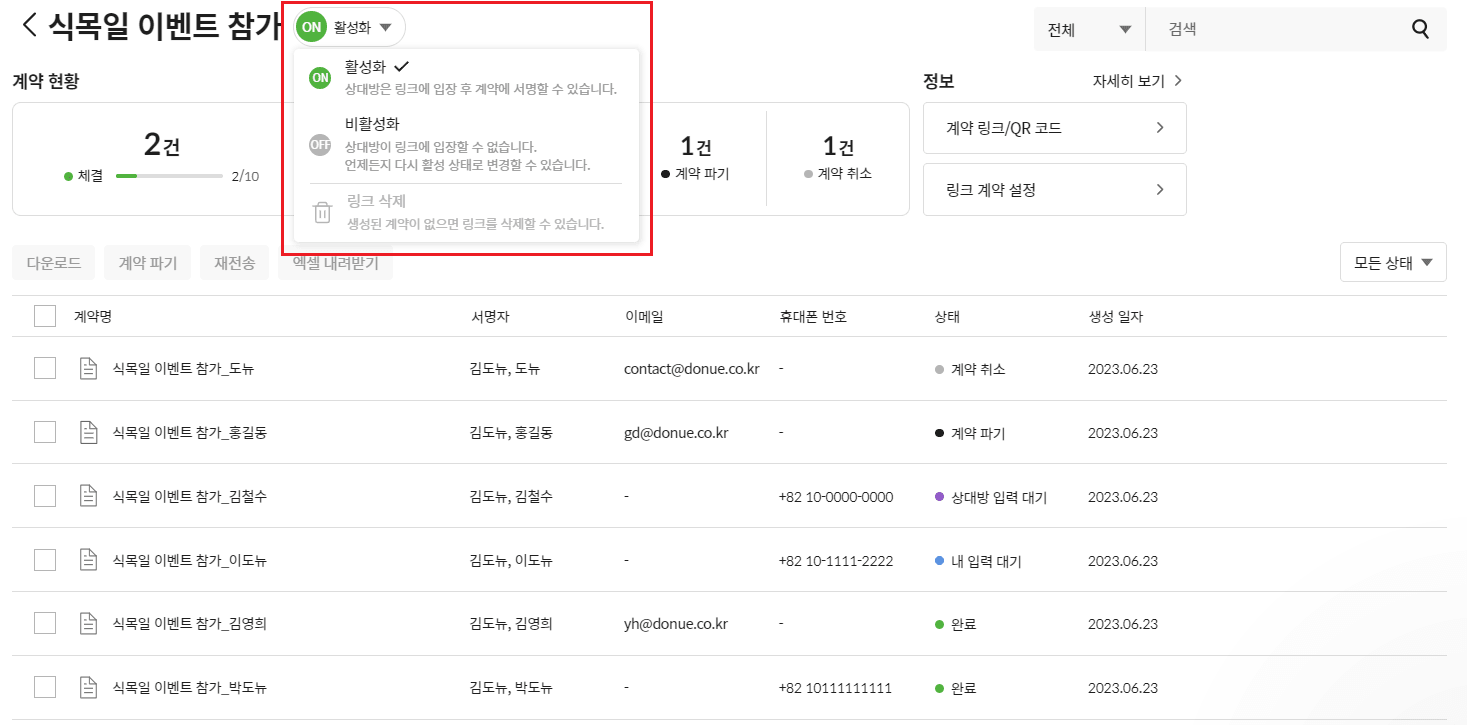 식목일 이벤트 참가
ON 활성화
전체
검색
ON 활성화
상대방은 링크에 입장 후 계약에 서명할 수 있습니다.
OFF 비활성화
상대방이 링크에 입장할 수 없습니다.
언제든지 다시 활성 상태로 변경할 수 있습니다.
링크 삭제
생성된 계약이 없으면 링크를 삭제할 수 있습니다.
계약 현황
2건
체결 2/10
1건
계약 파기
1건
계약 취소
정보 자세히 보기
계약 링크/QR 코드
링크 계약 설정
다운로드 계약 파기 재전송 엑셀 내려받기
모든 상태
계약명 서명자 이메일 휴대폰 번호 상태 생성 일자
식목일 이벤트 참가_도뉴 김도뉴, 도뉴 contact@donue.co.kr - 계약 취소 2023.06.23
식목일 이벤트 참가_홍길동 김도뉴, 홍길동 gd@donue.co.kr - 계약 파기 2023.06.23
식목일 이벤트 참가_김철수 김도뉴, 김철수 - +82 10-0000-0000 상대방 입력 대기 2023.06.23
식목일 이벤트 참가_이도뉴 김도뉴, 이도뉴 - +82 10-1111-2222 내 입력 대기 2023.06.23
식목일 이벤트 참가_김영희 김도뉴, 김영희 yh@donue.co.kr - 완료 2023.06.23
식목일 이벤트 참가_박도뉴 김도뉴, 박도뉴 - +82 10111111111 완료 2023.06.23